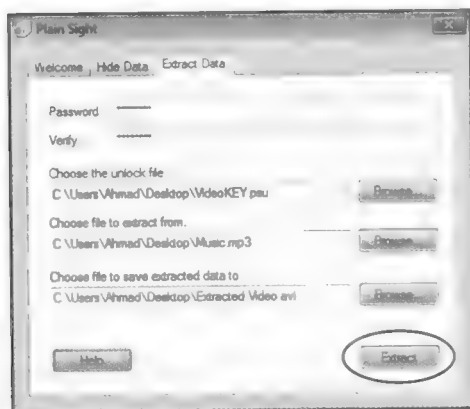 Plain Sight
Welcome Hide Data Extract Data
Password
Verify
Choose the unlock file
C \Users\Ahmad\Desktop\VideoKEY psu Browse...
Choose file to extract from.
C \Users\Ahmad\Desktop\Music.mp3 Browse...
Choose file to save extracted data to
C \Users\Ahmad\Desktop\Extracted Video avi Browse...
Help Extract